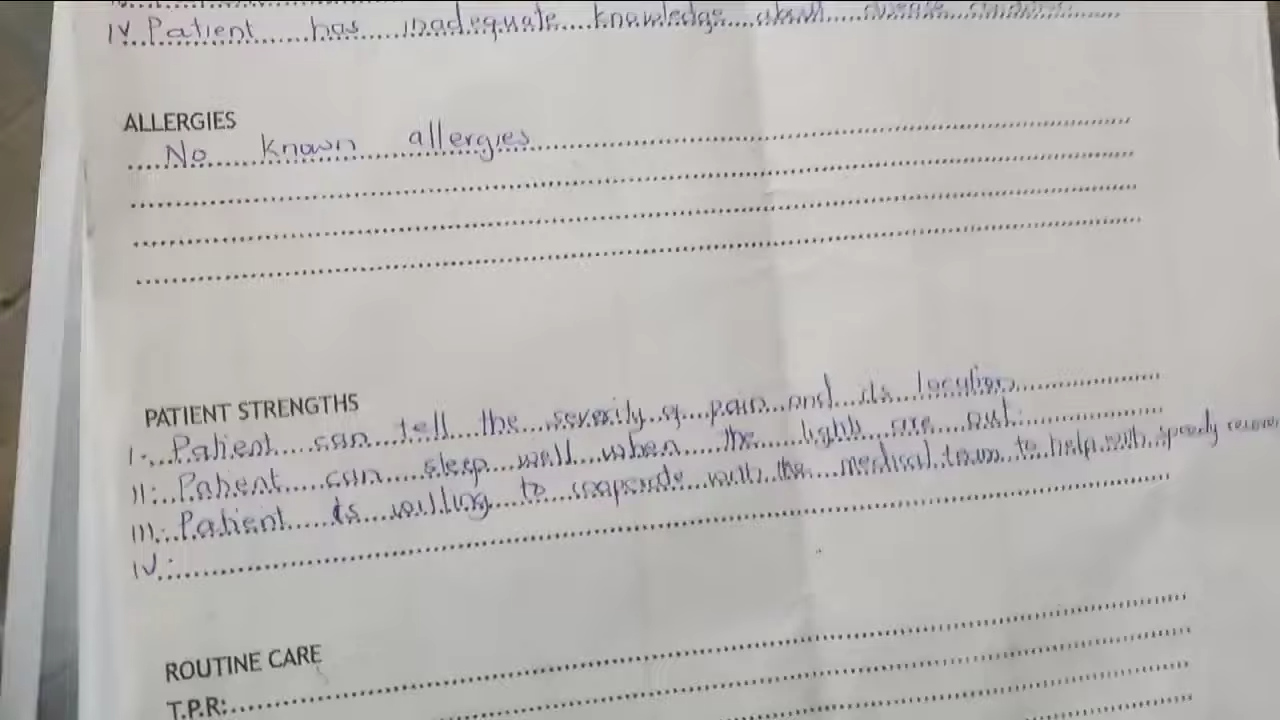 IV. Patient has inadequate knowledge about
ALLERGIES
No known allergies
PATIENT STRENGTHS
I. Patient can tell the severity of pain and its location
II. Patient can sleep well when the lights are out.
III. Patient is willing to cooperate with the medical team to help with speedy recovery
IV.
ROUTINE CARE
T.P.R: